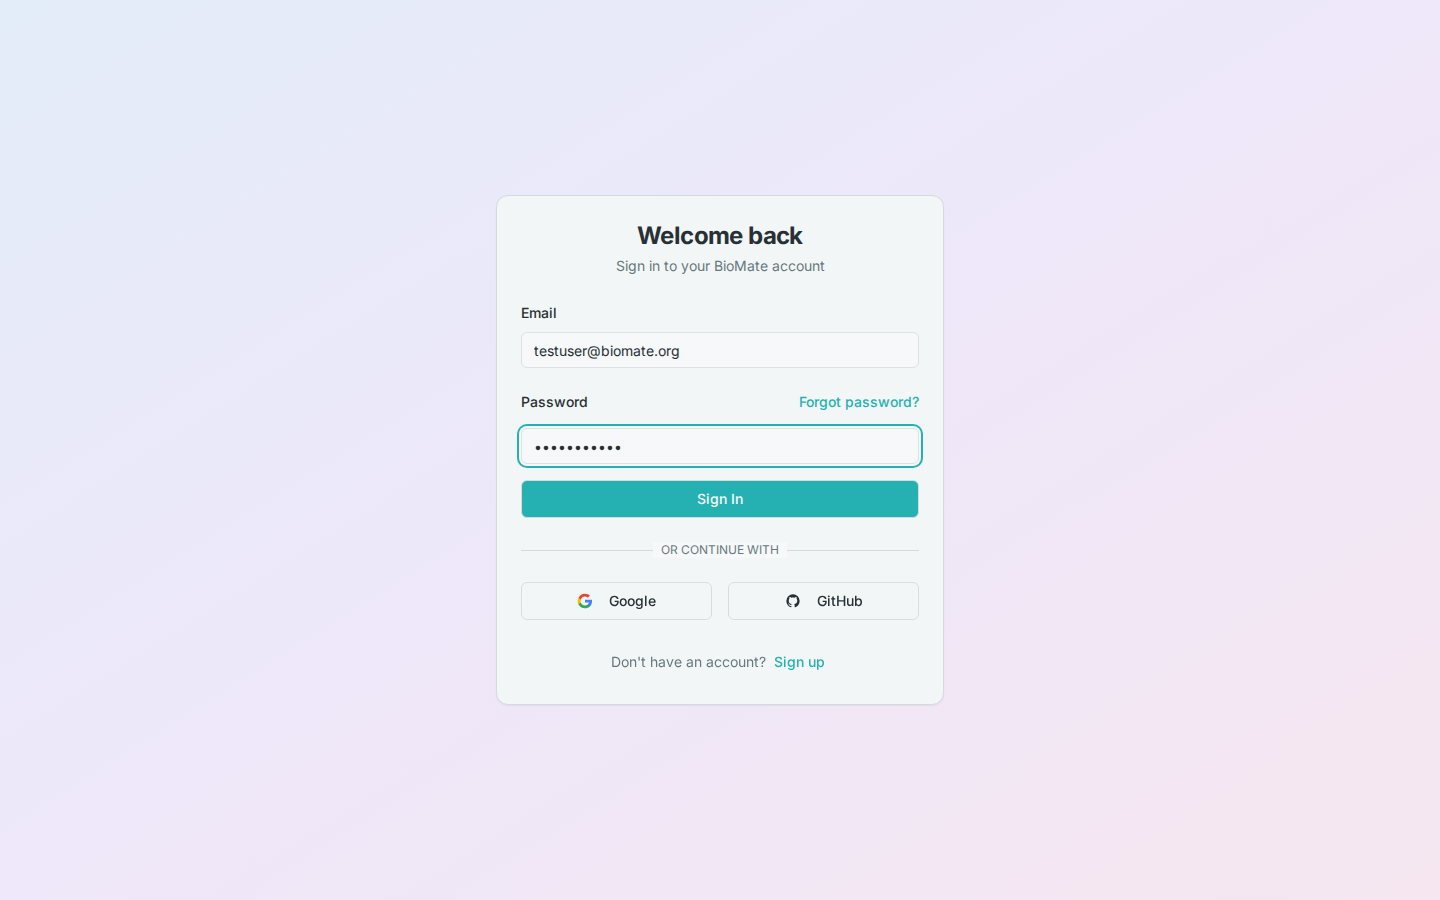 Welcome back
Sign in to your BioMate account
Email
testuser@biomate.org
Password Forgot password?
•••••••••••
Sign In
OR CONTINUE WITH
Google GitHub
Don't have an account? Sign up